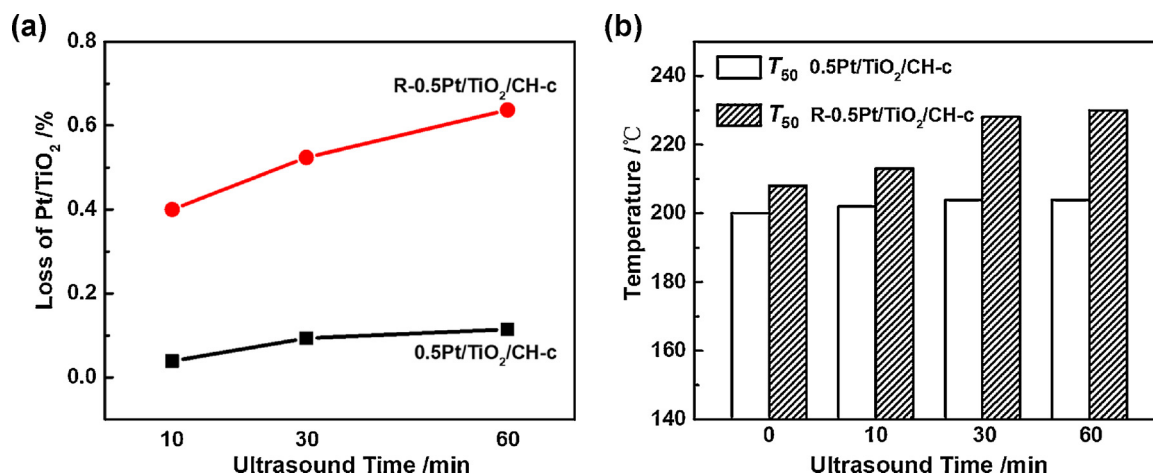 (a)
0.8
0.6
0.4
0.2
0.0
Loss of Pt/TiO₂ /%
R-0.5Pt/TiO₂/CH-c
0.5Pt/TiO₂/CH-c
10 30 60
Ultrasound Time /min
(b)
240
220
200
180
160
140
Temperature /℃
T₅₀ 0.5Pt/TiO₂/CH-c
T₅₀ R-0.5Pt/TiO₂/CH-c
0 10 30 60
Ultrasound Time /min